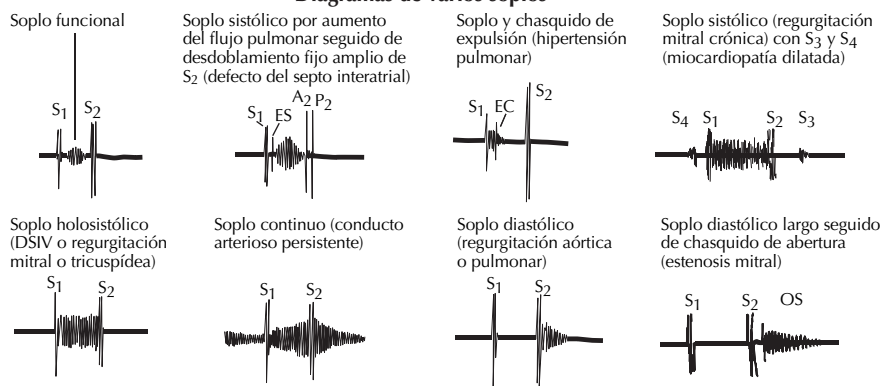 Diagramas de varios soplos
Soplo funcional
S1
S2
Soplo sistólico por aumento
del flujo pulmonar seguido de
desdoblamiento fijo amplio de
S2 (defecto del septo interatrial)
A2 P2
S1
ES
Soplo y chasquido de
expulsión (hipertensión
pulmonar)
S2
S1 EC
Soplo sistólico (regurgitación
mitral crónica) con S3 y S4
(miocardiopatía dilatada)
S4 S1 S2 S3
Soplo holosistólico
(DSIV o regurgitación
mitral o tricuspídea)
S1 S2
Soplo continuo (conducto
arterioso persistente)
S1 S2
Soplo diastólico
(regurgitación aórtica
o pulmonar)
S1 S2
Soplo diastólico largo seguido
de chasquido de abertura
(estenosis mitral)
S1 S2 OS